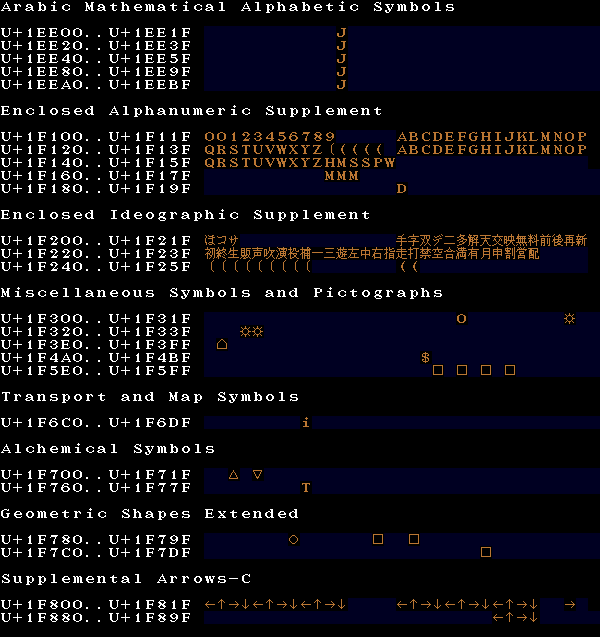 Arabic Mathematical Alphabetic Symbols
U+1EE00..U+1EE1F J
U+1EE20..U+1EE3F J
U+1EE40..U+1EE5F J
U+1EE80..U+1EE9F J
U+1EEA0..U+1EEBF J
Enclosed Alphanumeric Supplement
U+1F100..U+1F11F 00123456789 ABCDEFGHIJKLMNOP
U+1F120..U+1F13F QRSTUVWXYZ〔(((( ABCDEFGHIJKLMNOP
U+1F140..U+1F15F QRSTUVWXYZHMSSPW
U+1F160..U+1F17F MMM
U+1F180..U+1F19F D
Enclosed Ideographic Supplement
U+1F200..U+1F21F ほコサ 手字双デ二多解天交映無料前後再新
U+1F220..U+1F23F 初終生販声吹演投捕一三遊左中右指走打禁空合満有月申割営配
U+1F240..U+1F25F ((((((((( ((
Miscellaneous Symbols and Pictographs
U+1F300..U+1F31F O ☼
U+1F320..U+1F33F ☼☼
U+1F3E0..U+1F3FF ⌂
U+1F4A0..U+1F4BF $
U+1F5E0..U+1F5FF □ □ □ □
Transport and Map Symbols
U+1F6C0..U+1F6DF i
Alchemical Symbols
U+1F700..U+1F71F △ ▽
U+1F760..U+1F77F T
Geometric Shapes Extended
U+1F780..U+1F79F ◇ □ □
U+1F7C0..U+1F7DF □
Supplemental Arrows-C
U+1F800..U+1F81F ←↑→↓←↑→↓←↑→↓ ←↑→↓←↑→↓←↑→↓ →
U+1F880..U+1F89F ←↑→↓